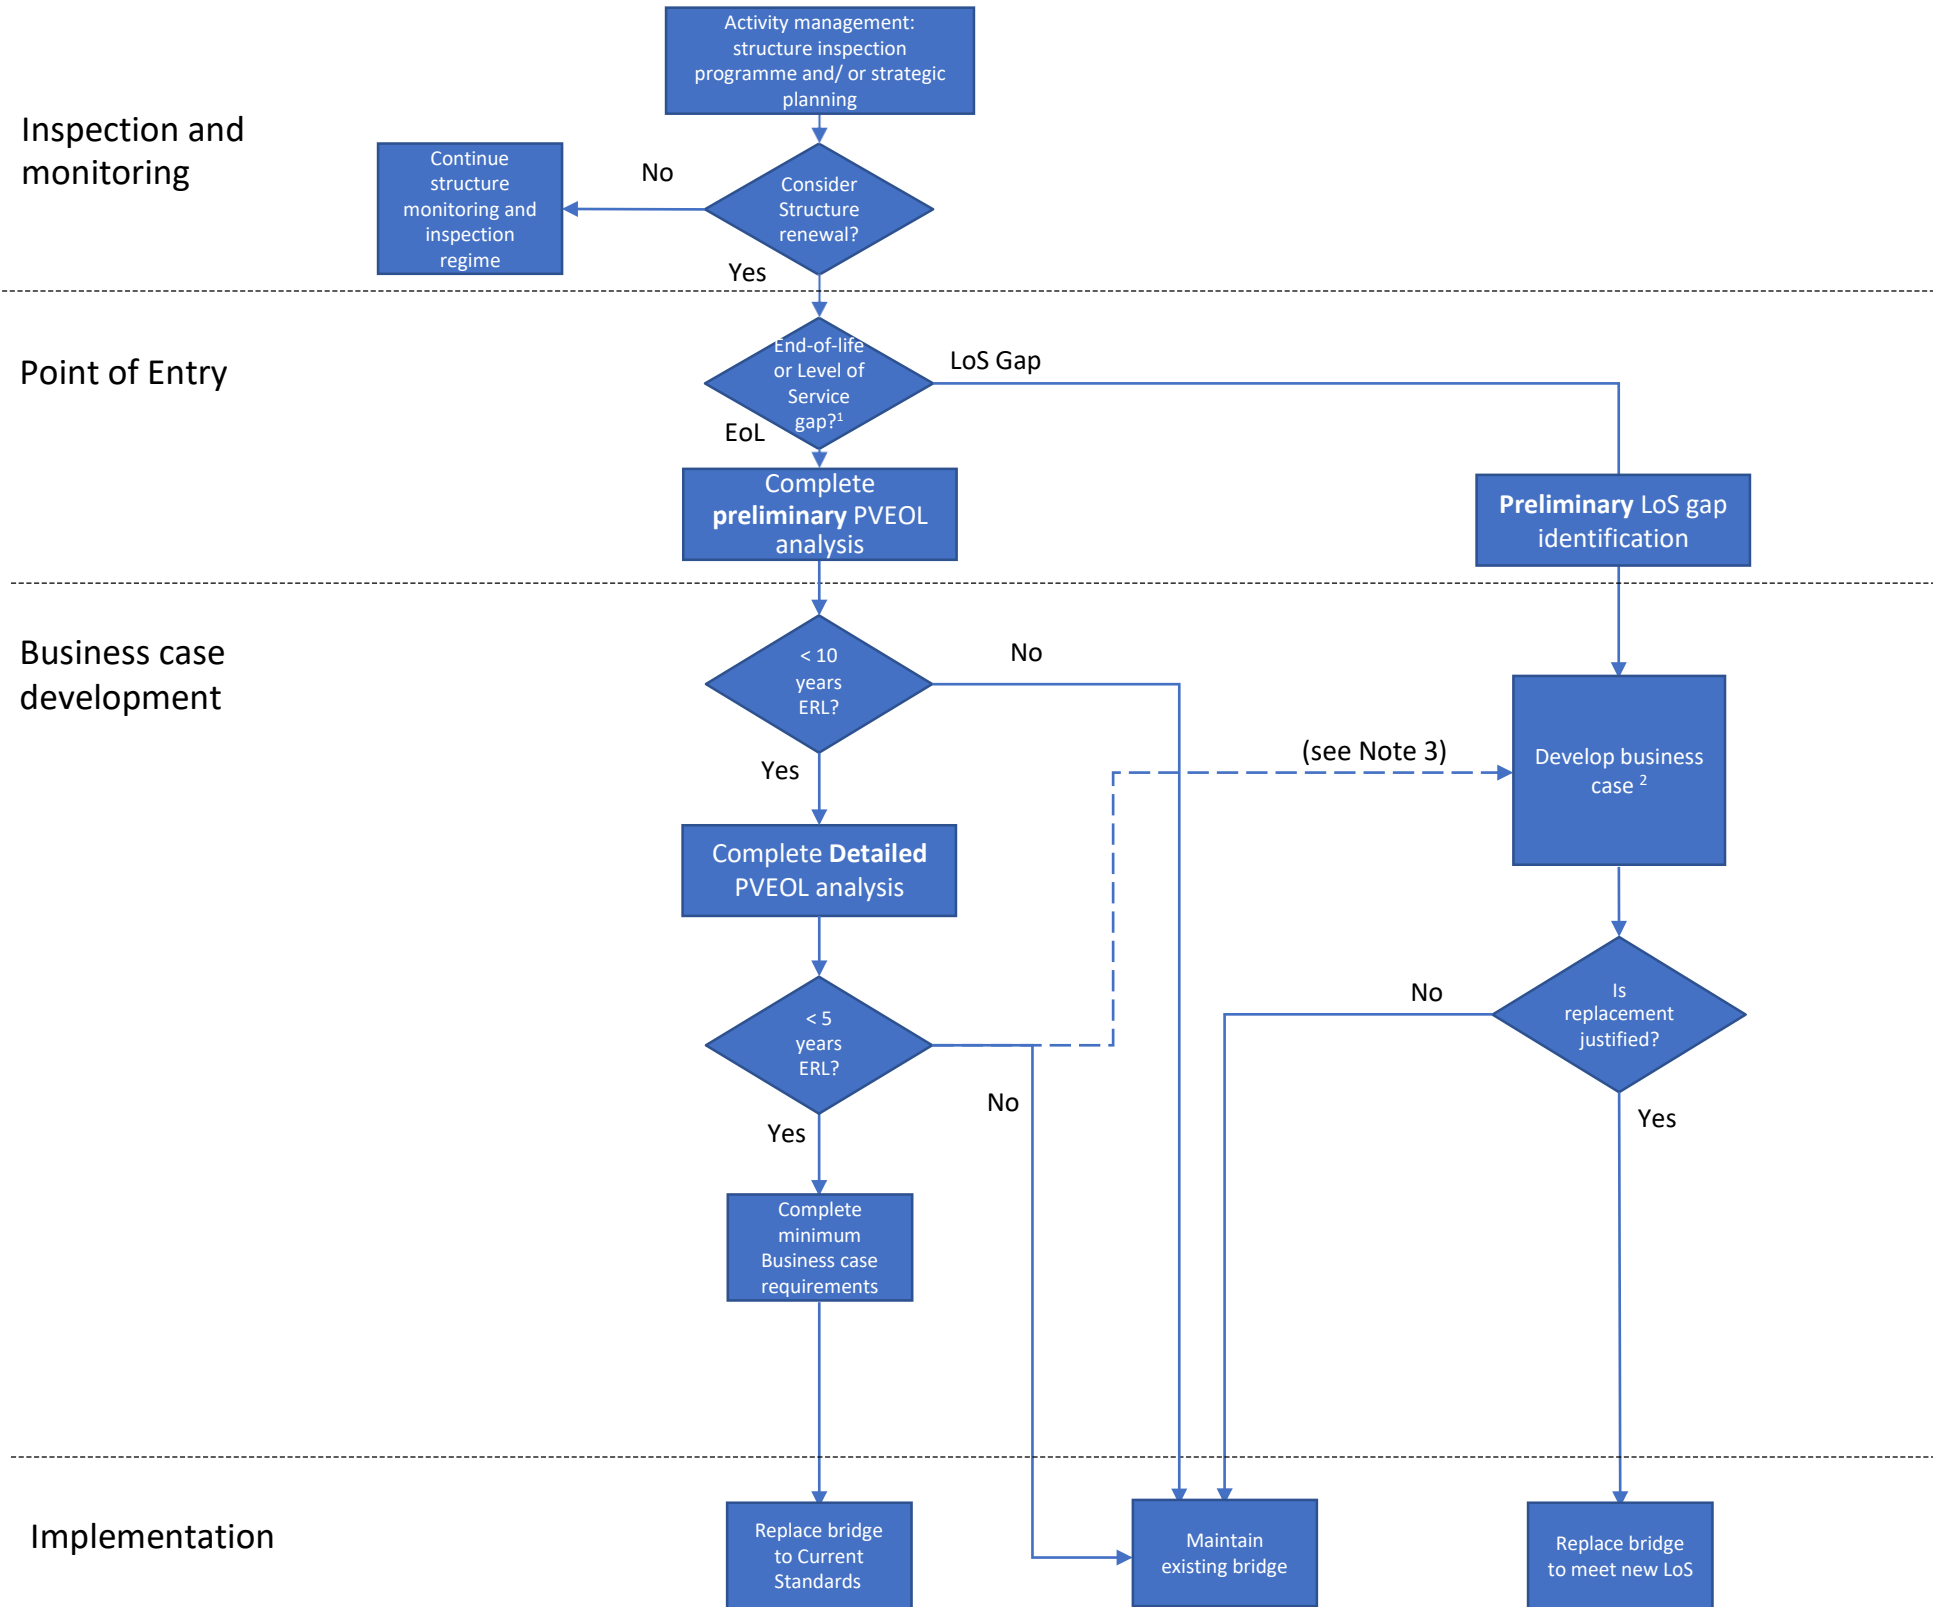 Activity management:
structure inspection
programme and/ or strategic
planning
Inspection and
monitoring
Continue
structure
monitoring and
inspection
regime
No
Consider
Structure
renewal?
Yes
Point of Entry
End-of-life
or Level of
Service
gap?¹
LoS Gap
EoL
Complete
preliminary PVEOL
analysis
Preliminary LoS gap
identification
Business case
development
< 10
years
ERL?
No
Yes
(see Note 3)
Develop business
case ²
Complete Detailed
PVEOL analysis
< 5
years
ERL?
No
Yes
No
Is
replacement
justified?
Yes
Complete
minimum
Business case
requirements
Implementation
Replace bridge
to Current
Standards
Maintain
existing bridge
Replace bridge
to meet new LoS